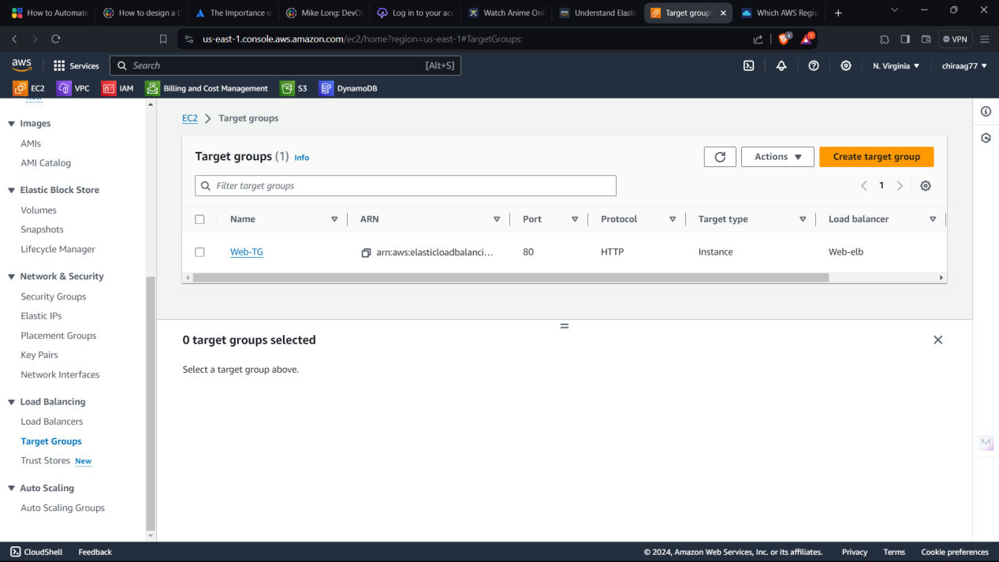 How to Automate
How to design a D
The Importance o
Mike Long: DevO
Log in to your acc
Watch Anime Onl
Understand Elasti
Target group
Which AWS Regio
us-east-1.console.aws.amazon.com/ec2/home?region=us-east-1#TargetGroups:
4
1
VPN
aws
Services
Search
[Alt+S]
N. Virginia
chiraag77
EC2
VPC
IAM
Billing and Cost Management
S3
DynamoDB
New
Images
AMIs
AMI Catalog
Elastic Block Store
Volumes
Snapshots
Lifecycle Manager
Network & Security
Security Groups
Elastic IPs
Placement Groups
Key Pairs
Network Interfaces
Load Balancing
Load Balancers
Target Groups
Trust Stores New
Auto Scaling
Auto Scaling Groups
EC2 > Target groups
Target groups (1) Info
Actions
Create target group
Filter target groups
1
Name ARN Port Protocol Target type Load balancer
Web-TG arn:aws:elasticloadbalanci... 80 HTTP Instance Web-elb
0 target groups selected
Select a target group above.
CloudShell Feedback
© 2024, Amazon Web Services, Inc. or its affiliates. Privacy Terms Cookie preferences